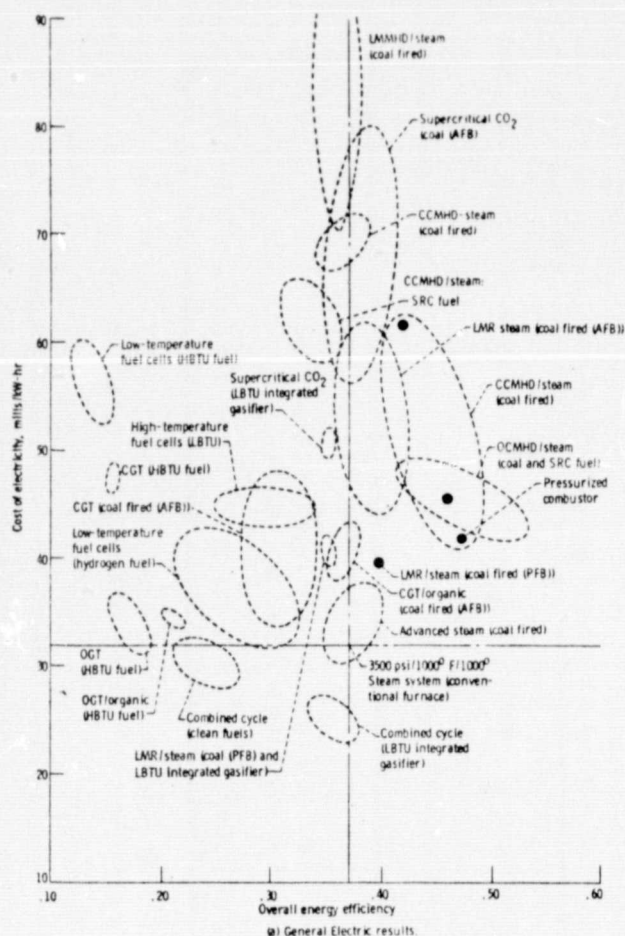 90
80
70
60
50
40
30
20
10
Cost of electricity, mills/kW-hr
LMMHD/steam
(coal fired)
Supercritical CO2
(coal (AFB)
CCMHD-steam
(coal fired)
CCMHD/steam:
SRC fuel
LMR steam (coal fired (AFB))
Low-temperature
fuel cells (HBTU fuel)
Supercritical CO2
(LBTU integrated
gasifier)
CCMHD/steam
(coal fired)
High-temperature
fuel cells (LBTU)
OCMHD/steam
(coal and SRC fuel)
CGT (HBTU fuel)
Pressurized
combustor
CGT (coal fired (AFB))
Low-temperature
fuel cells
(hydrogen fuel)
LMR/steam (coal fired (PFB))
CGT/organic
(coal fired (AFB))
Advanced steam (coal fired)
OGT
(HBTU fuel)
3500 psi/1000° F/1000°
Steam system (conven-
tional furnace)
OGT/organic
(HBTU fuel)
Combined cycle
(clean fuels)
Combined cycle
(LBTU integrated
gasifier)
LMR/steam (coal (PFB) and
LBTU integrated gasifier)
.10 .20 .30 .40 .50 .60
Overall energy efficiency
(a) General Electric results.